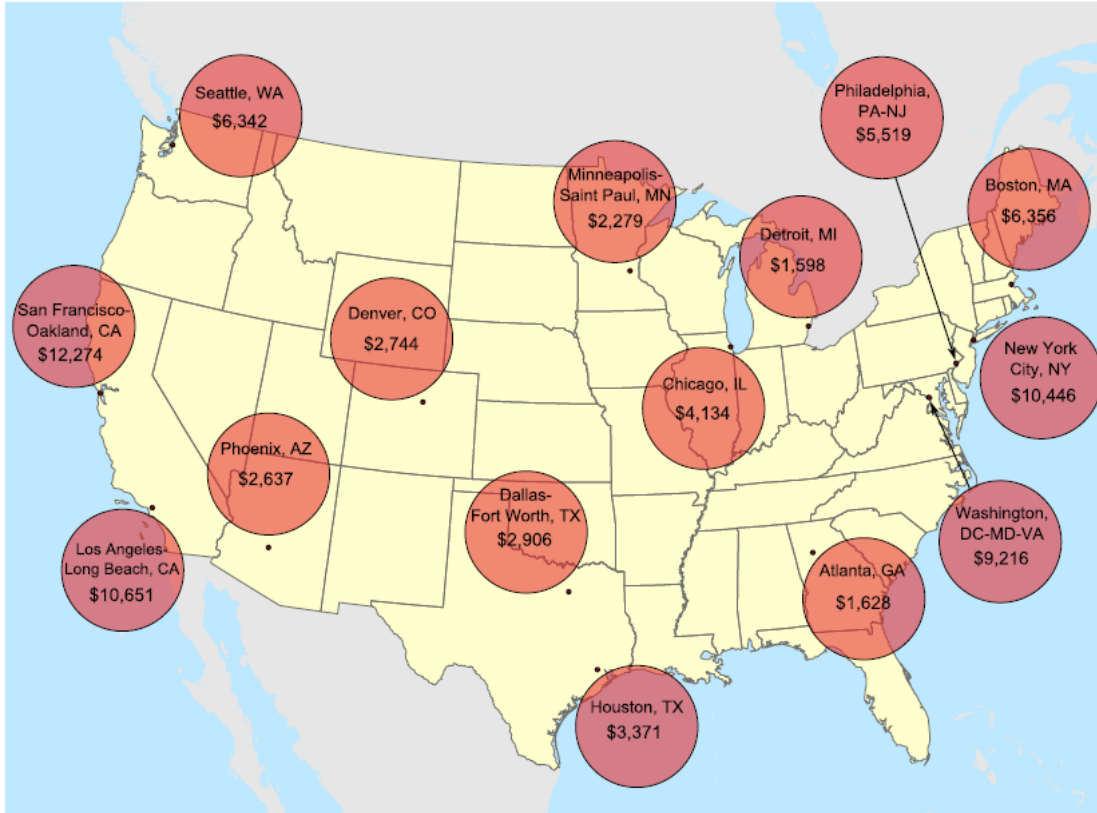 Seattle, WA
$6,342
Philadelphia,
PA-NJ
$5,519
Minneapolis-
Saint Paul, MN
$2,279
Boston, MA
$6,356
Detroit, MI
$1,598
San Francisco-
Oakland, CA
$12,274
Denver, CO
$2,744
New York
City, NY
$10,446
Chicago, IL
$4,134
Phoenix, AZ
$2,637
Dallas-
Fort Worth, TX
$2,906
Washington,
DC-MD-VA
$9,216
Los Angeles-
Long Beach, CA
$10,651
Atlanta, GA
$1,628
Houston, TX
$3,371